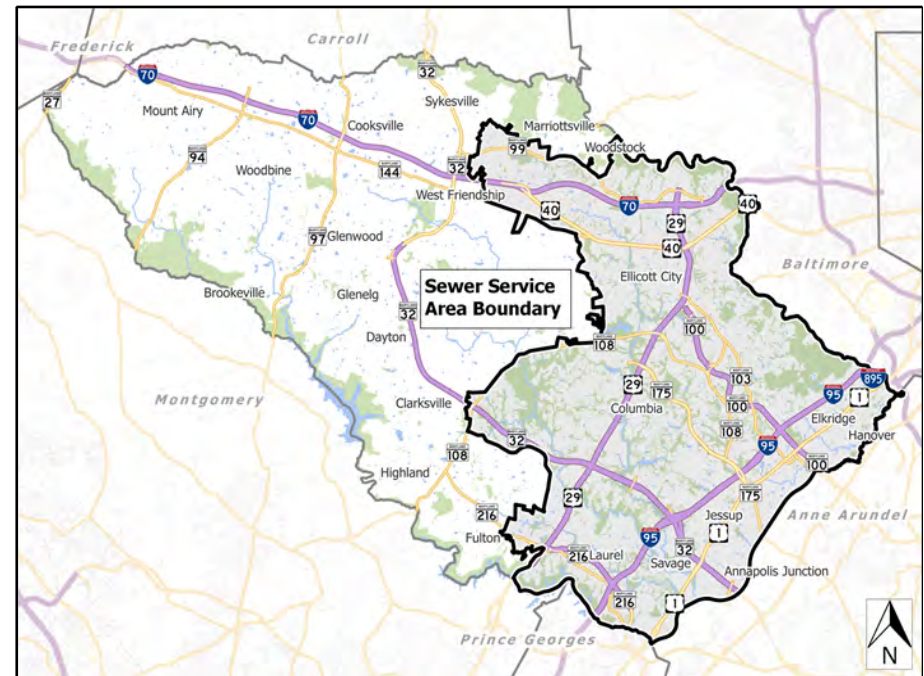 Frederick
Carroll
70
32
27
Mount Airy
Sykesville
70
Cooksville
Marriottsville
99
Woodstock
94
Woodbine
144
32
West Friendship
40
70
29
40
97
Glenwood
40
Baltimore
Ellicott City
Brookeville
Glenelg
Sewer Service
Area Boundary
32
Dayton
108
100
29
103
895
95
1
175
Montgomery
Clarksville
Columbia
100
Elkridge
108
Hanover
32
95
108
100
Highland
29
175
216
Jessup
Anne Arundel
Fulton
1
95
216
Laurel
32
Savage
Annapolis Junction
216
1
Prince Georges
N